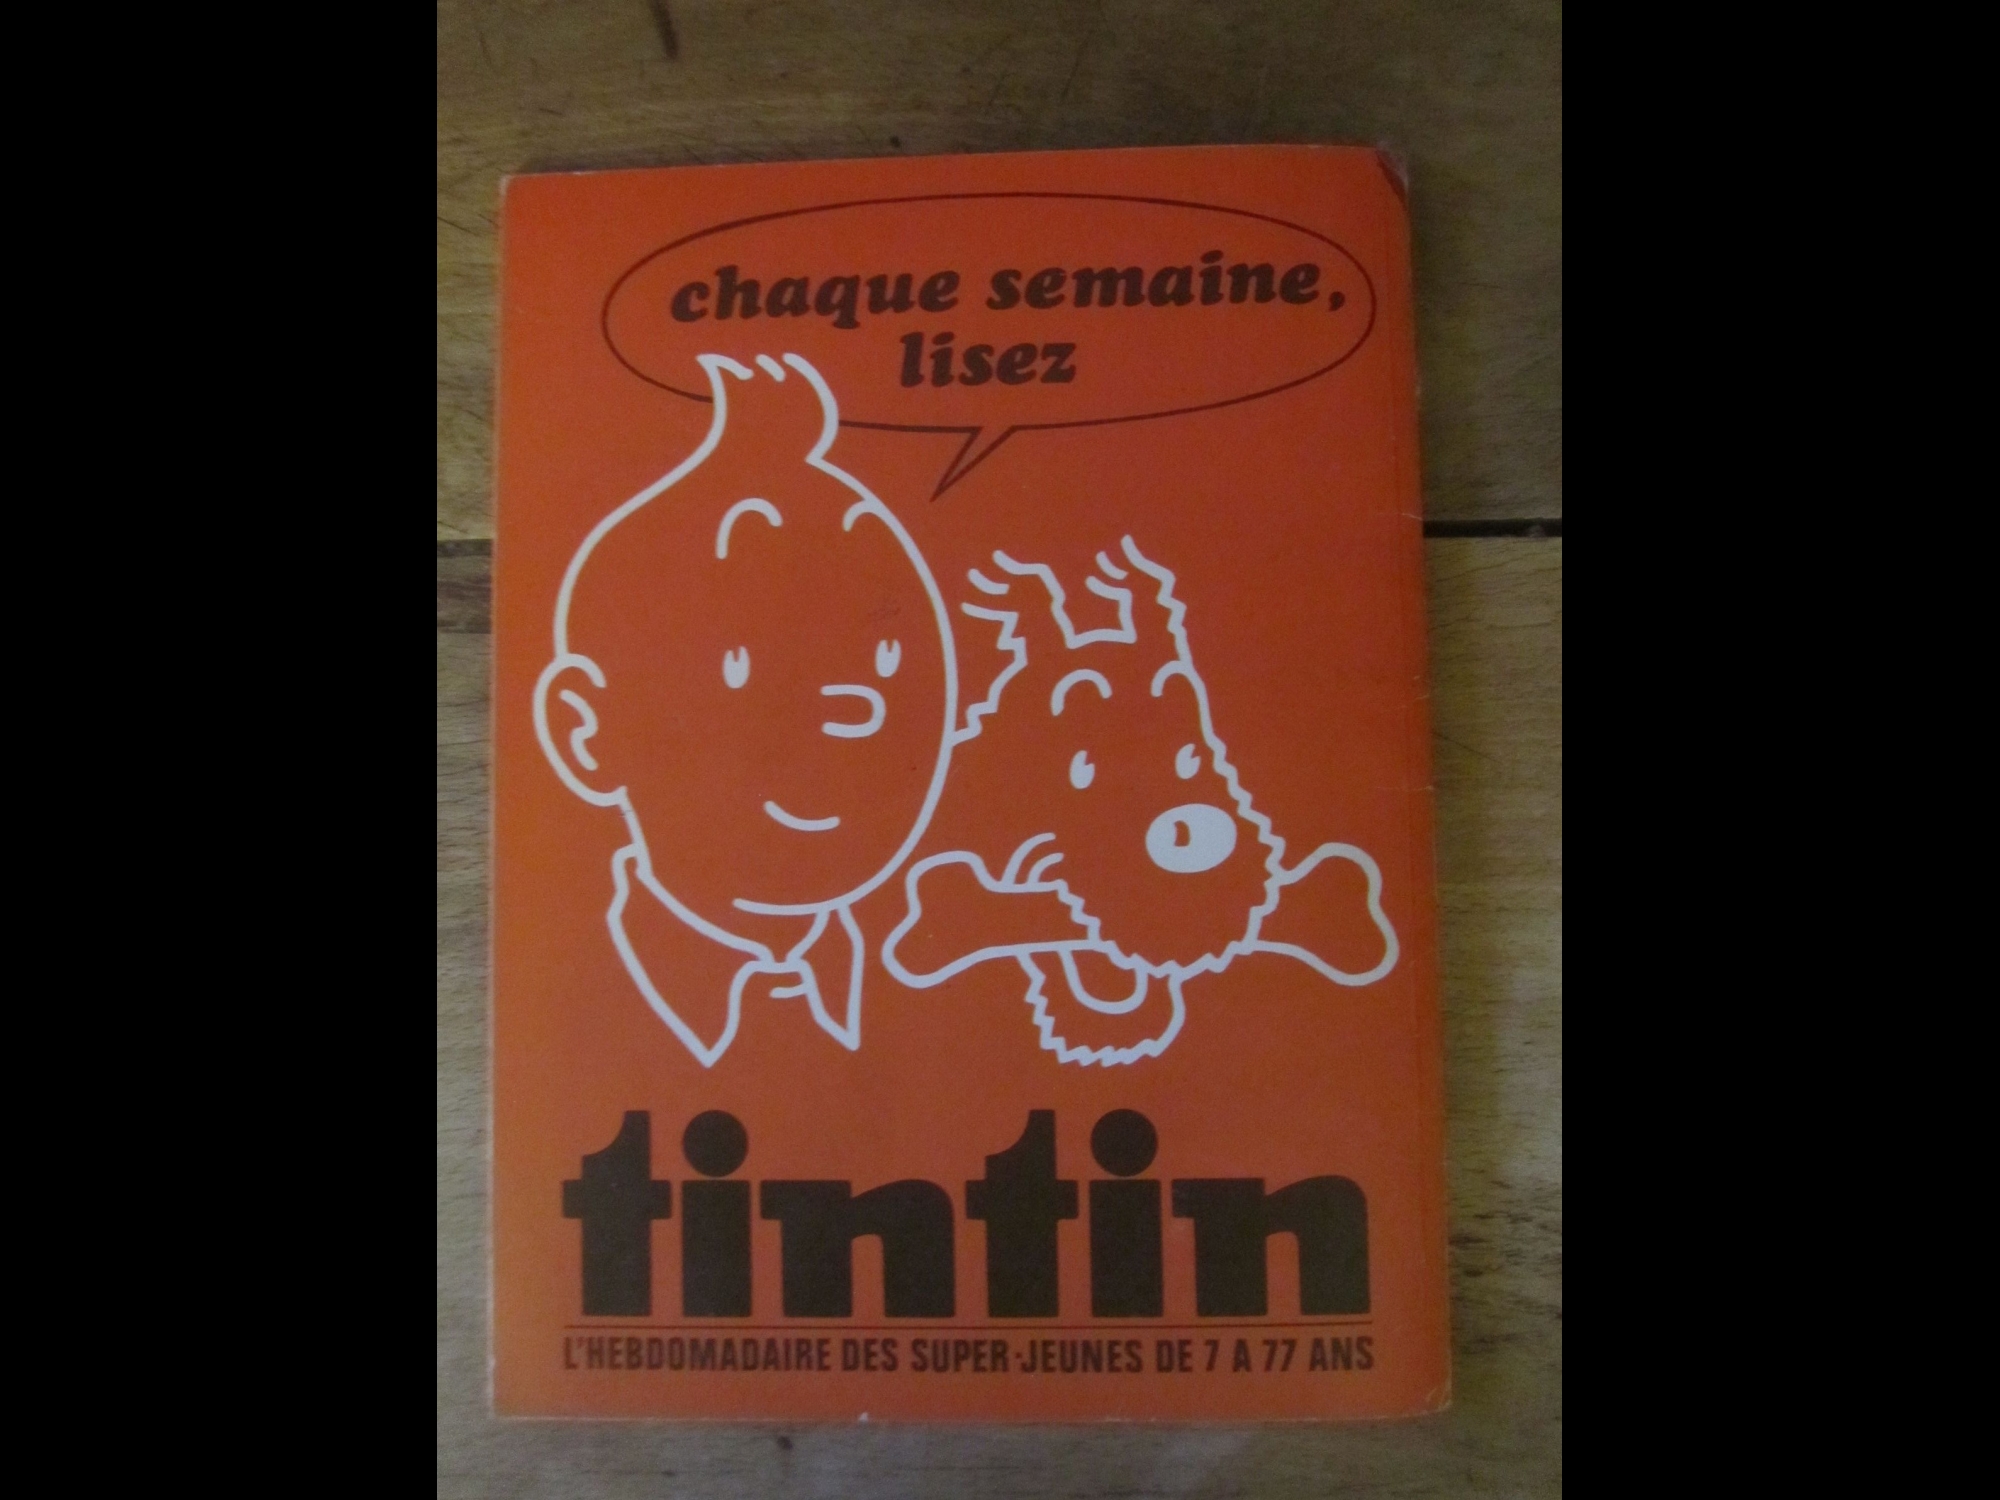 chaque semaine,
lisez
tintin
L'HEBDOMADAIRE DES SUPER-JEUNES DE 7 A 77 ANS